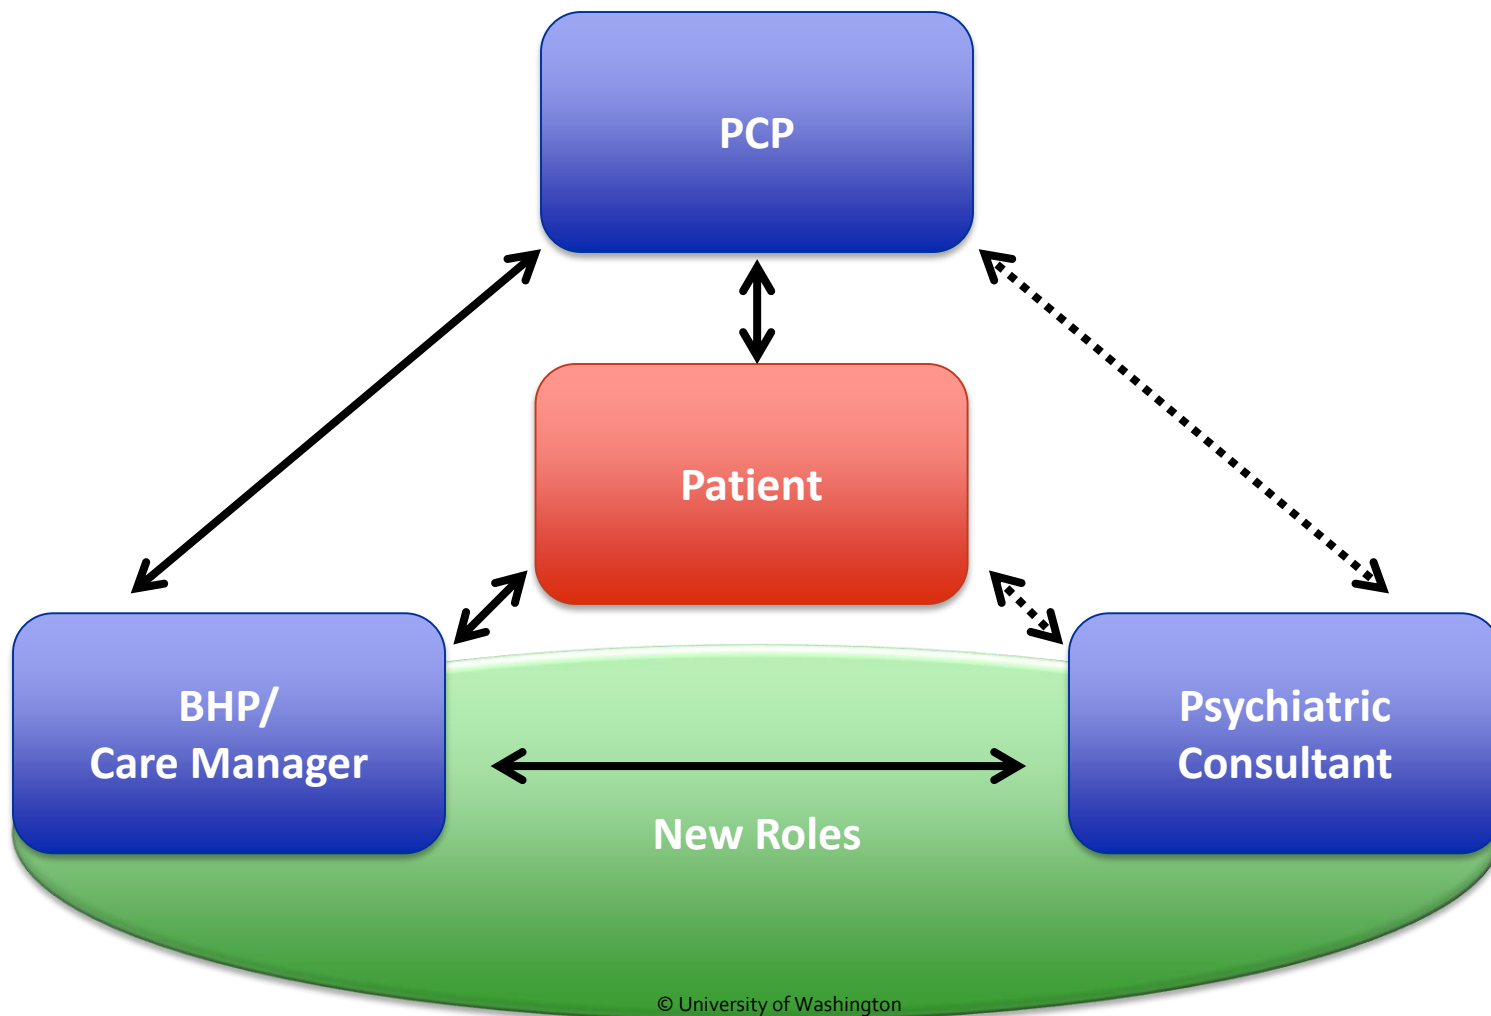 PCP
Patient
BHP/
Care Manager
Psychiatric
Consultant
New Roles
© University of Washington